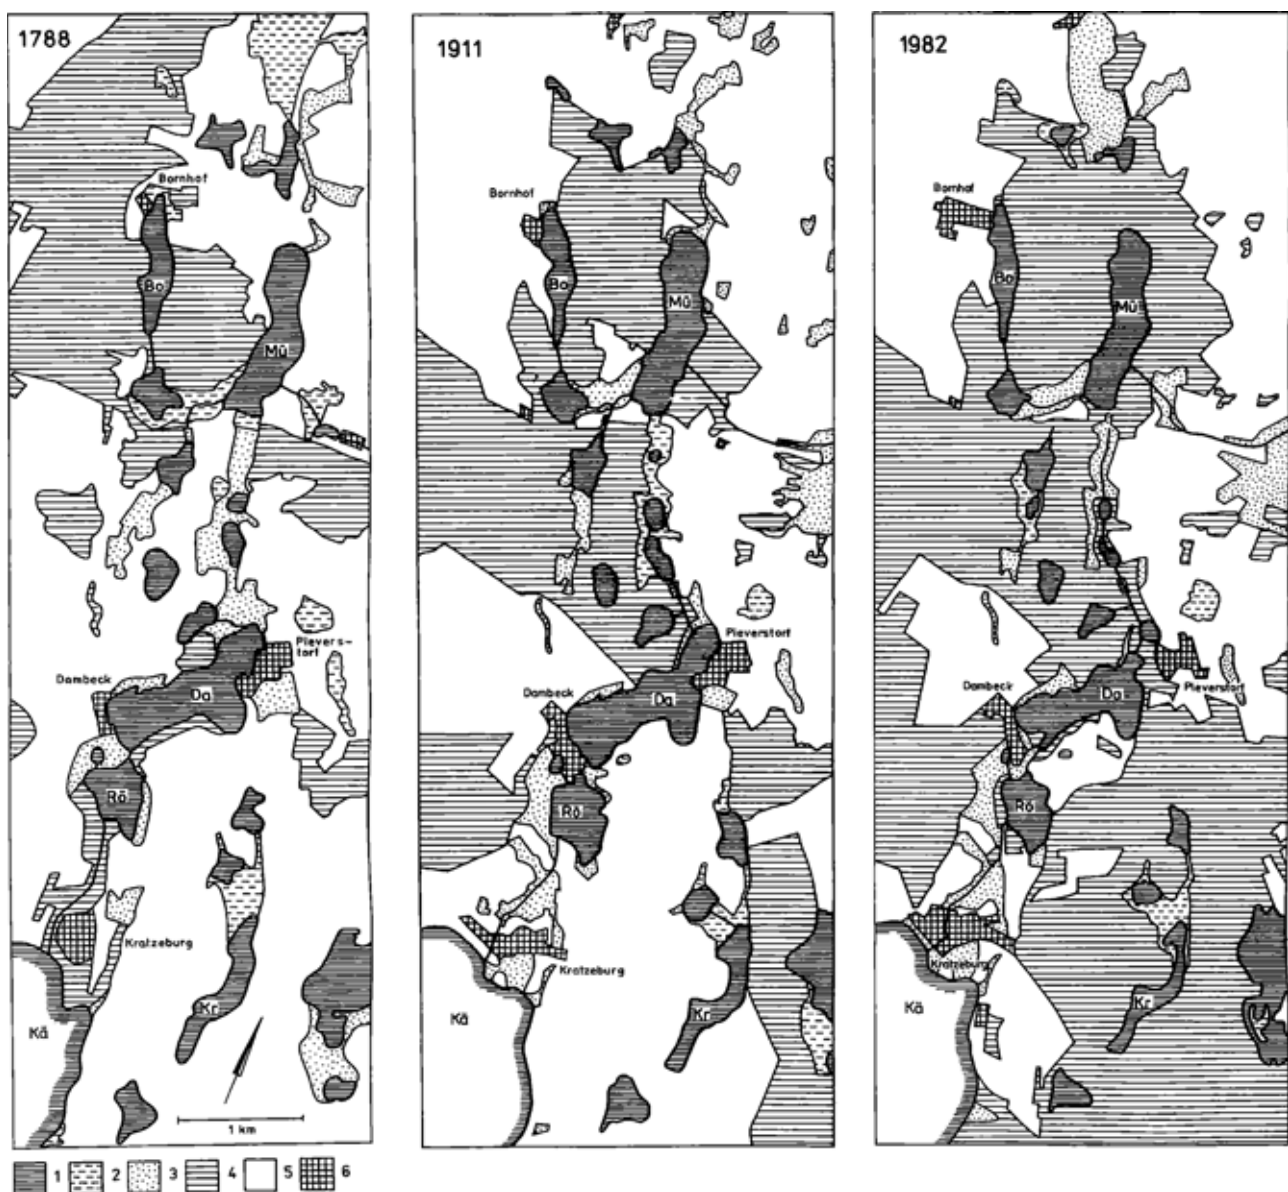 1788
Bornhof
Bo
Mü
Plevers-
torf
Dambeck
Da
Rö
Kratzeburg
Kr
Kä
1 km
1911
Bornhof
Bo
Mü
Pleverstorf
Dambeck
Da
Rö
Kratzeburg
Kä
Kr
1982
Bornhof
Bo
Mü
Dambeck
Da
Pleverstorf
Rö
Kratzeburg
Kr
Kä
1 2 3 4 5 6